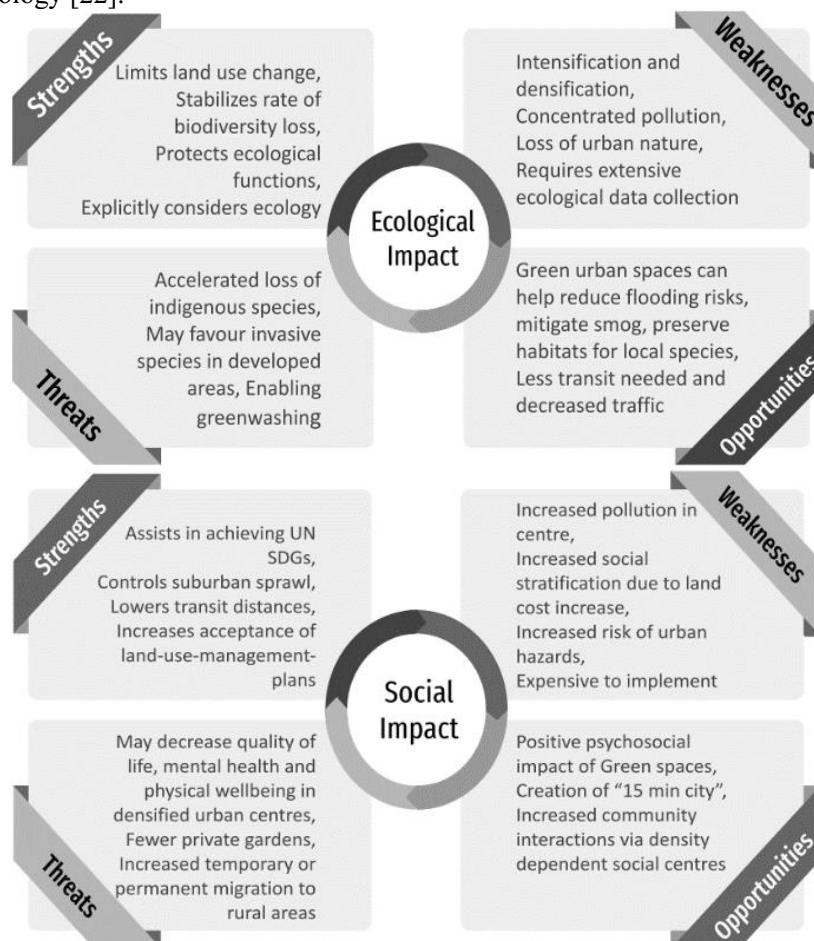 ology [22].
Strengths
Limits land use change,
Stabilizes rate of
biodiversity loss,
Protects ecological
functions,
Explicitly considers ecology
Weaknesses
Intensification and
densification,
Concentrated pollution,
Loss of urban nature,
Requires extensive
ecological data collection
Ecological
Impact
Threats
Accelerated loss of
indigenous species,
May favour invasive
species in developed
areas, Enabling
greenwashing
Opportunities
Green urban spaces can
help reduce flooding risks,
mitigate smog, preserve
habitats for local species,
Less transit needed and
decreased traffic
Strengths
Assists in achieving UN
SDGs,
Controls suburban sprawl,
Lowers transit distances,
Increases acceptance of
land-use-management-
plans
Weaknesses
Increased pollution in
centre,
Increased social
stratification due to land
cost increase,
Increased risk of urban
hazards,
Expensive to implement
Social
Impact
Threats
May decrease quality of
life, mental health and
physical wellbeing in
densified urban centres,
Fewer private gardens,
Increased temporary or
permanent migration to
rural areas
Opportunities
Positive psychosocial
impact of Green spaces,
Creation of “15 min city”,
Increased community
interactions via density
dependent social centres